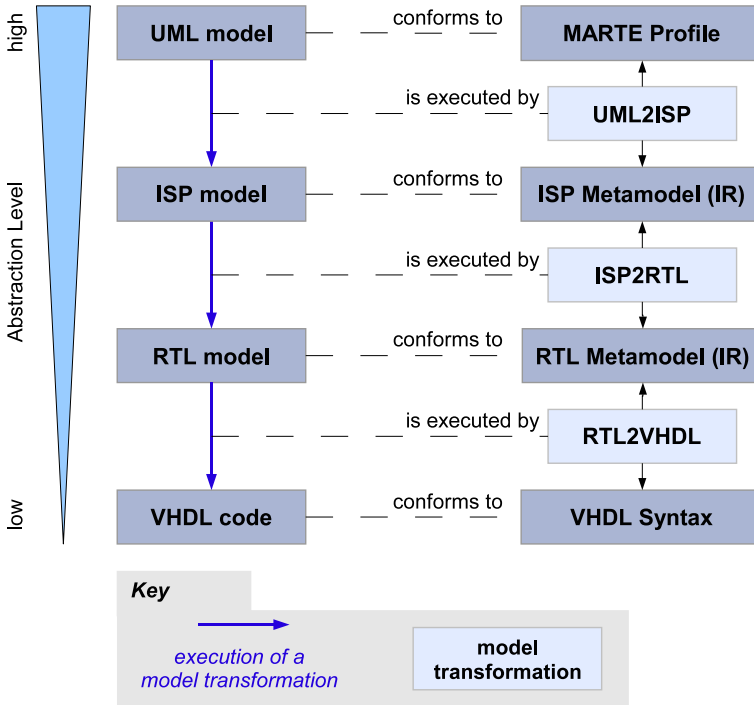 high
UML model
conforms to
MARTE Profile
is executed by
UML2ISP
ISP model
conforms to
ISP Metamodel (IR)
Abstraction Level
is executed by
ISP2RTL
RTL model
conforms to
RTL Metamodel (IR)
is executed by
RTL2VHDL
low
VHDL code
conforms to
VHDL Syntax
Key
execution of a
model transformation
model
transformation